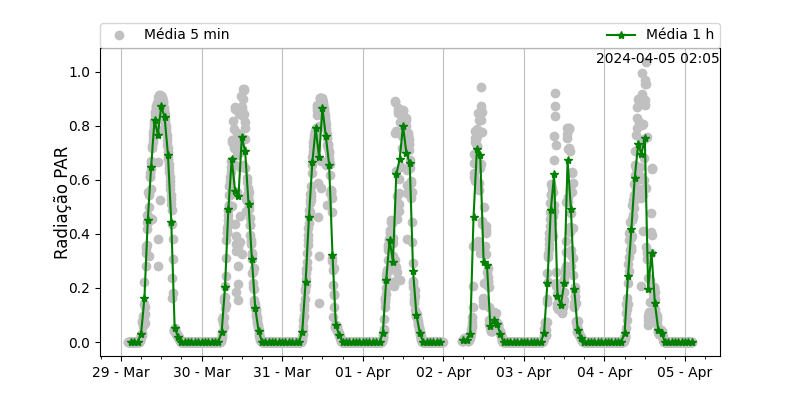 Média 5 min
Média 1 h
2024-04-05 02:05
Radiação PAR
1.0
0.8
0.6
0.4
0.2
0.0
29 - Mar
30 - Mar
31 - Mar
01 - Apr
02 - Apr
03 - Apr
04 - Apr
05 - Apr